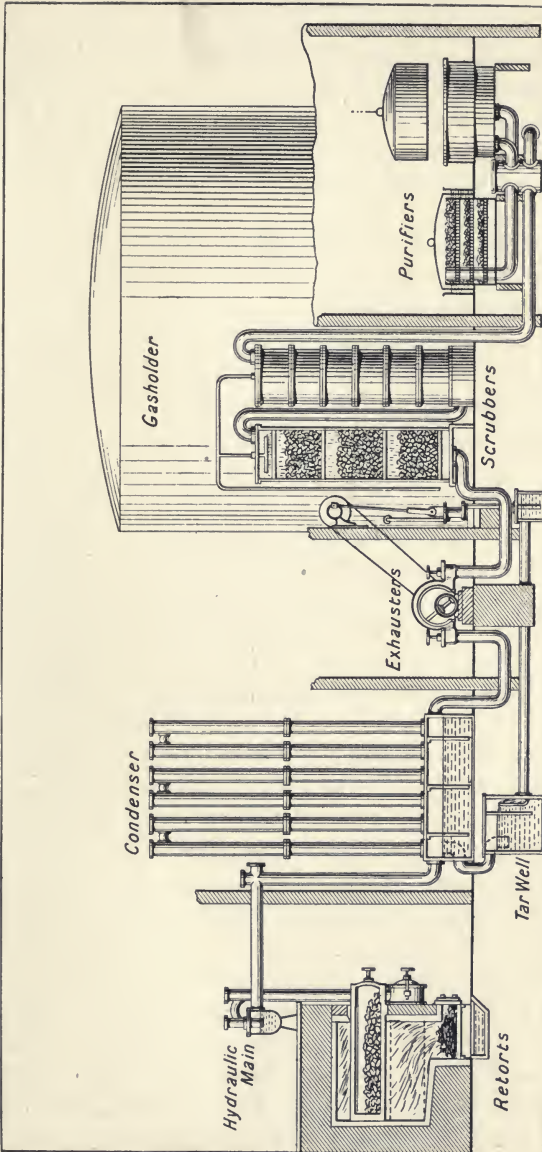 Gasholder
Purifiers
Condenser
Exhausters
Scrubbers
Hydraulic
Main
Retorts
Tar Well